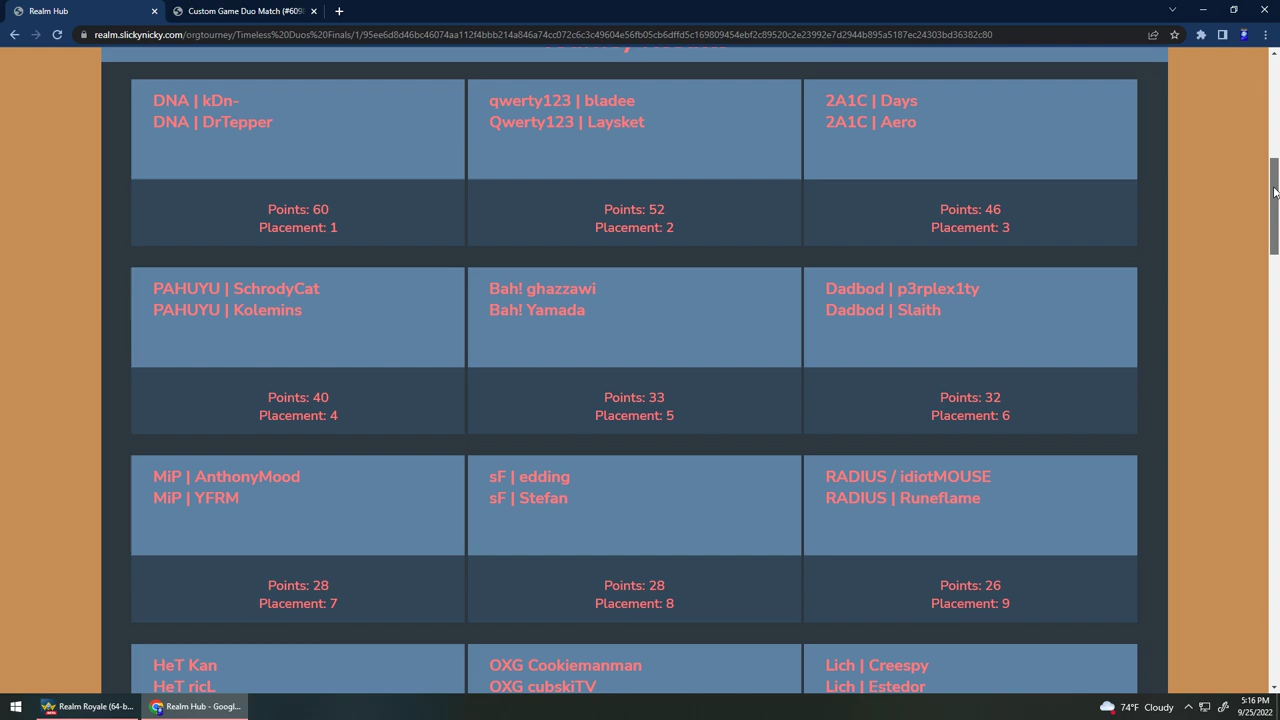 Realm Hub
Custom Game Duo Match (#609
realm.slickynicky.com/orgtourney/Timeless%20Duos%20Finals/1/95ee6d8d46bc46074aa112f4bbb214a846a74cc072c6c3c49604e56fb05cb6dffd5c169809454ebf2c89520c2e23992e7d2944b895a5187ec24303bd36382c80
DNA | kDn-
DNA | DrTepper
Points: 60
Placement: 1
qwerty123 | bladee
Qwerty123 | Laysket
Points: 52
Placement: 2
2A1C | Days
2A1C | Aero
Points: 46
Placement: 3
PAHUYU | SchrodyCat
PAHUYU | Kolemins
Points: 40
Placement: 4
Bah! ghazzawi
Bah! Yamada
Points: 33
Placement: 5
Dadbod | p3rplex1ty
Dadbod | Slaith
Points: 32
Placement: 6
MiP | AnthonyMood
MiP | YFRM
Points: 28
Placement: 7
sF | edding
sF | Stefan
Points: 28
Placement: 8
RADIUS / idiotMOUSE
RADIUS | Runeflame
Points: 26
Placement: 9
HeT Kan
HeT ricL
OXG Cookiemanman
OXG cubskiTV
Lich | Creespy
Lich | Estedor
Realm Royale (64-b...
Realm Hub - Googl...
74°F Cloudy
5:16 PM
9/25/2022